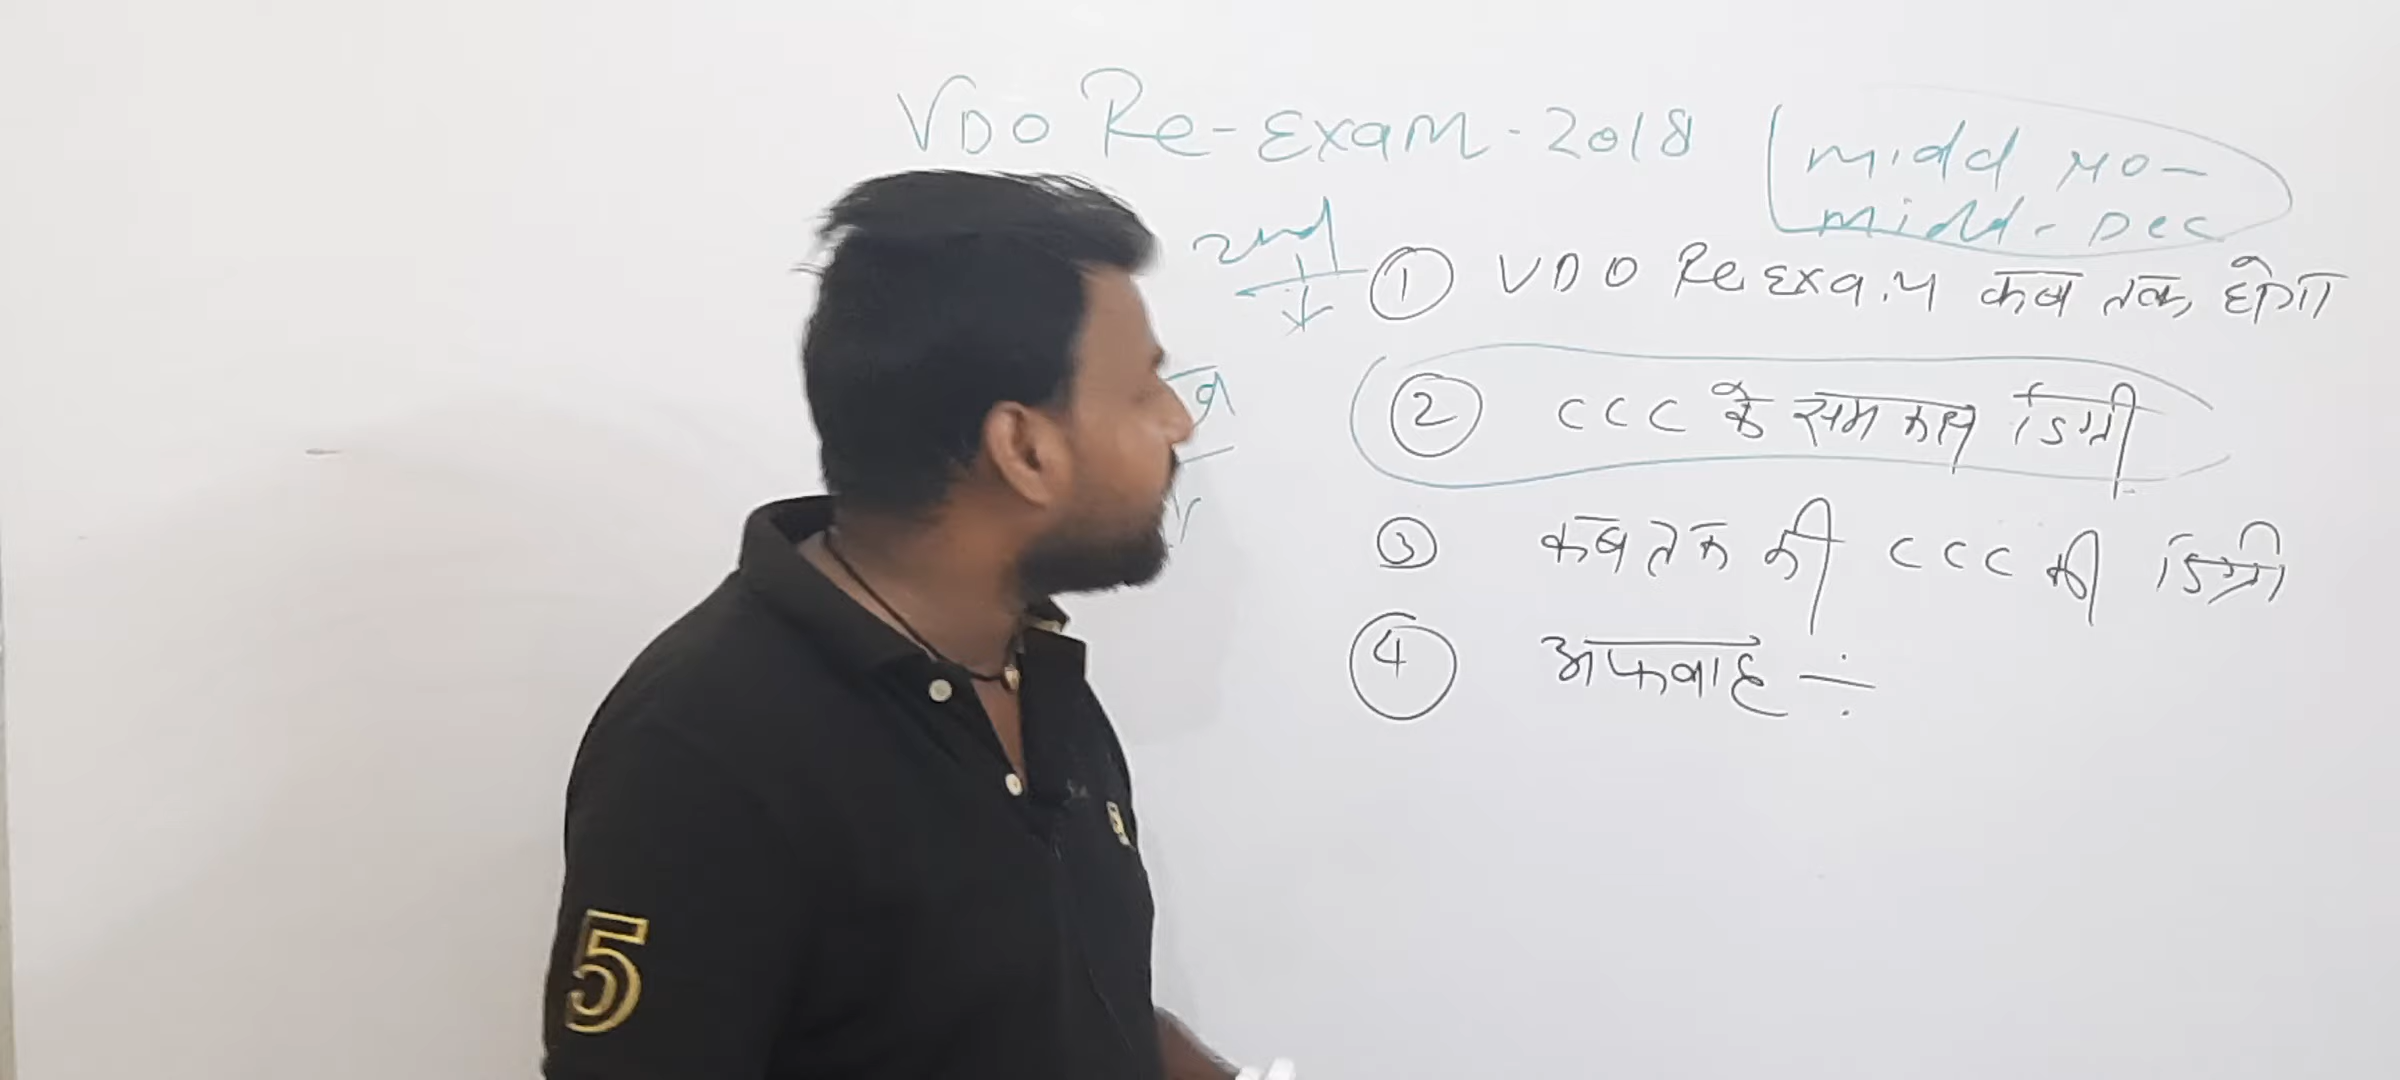 VDO Re-Exam-2018
midd no-
midd- Dec
2nd
① VDO Re Exam कब तक होगा
② CCC के समकक्ष डिग्री
③ कब तक की CCC की डिग्री
④ अफवाह ÷
5